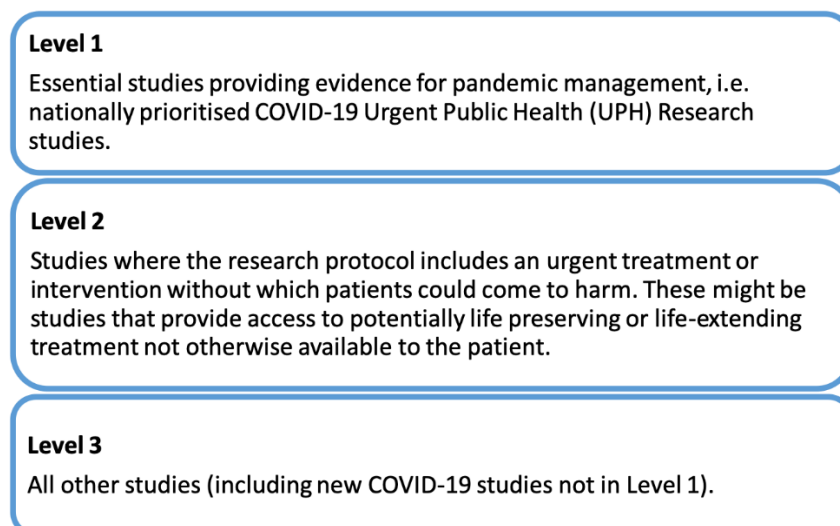 Level 1
Essential studies providing evidence for pandemic management, i.e.
nationally prioritised COVID-19 Urgent Public Health (UPH) Research
studies.
Level 2
Studies where the research protocol includes an urgent treatment or
intervention without which patients could come to harm. These might be
studies that provide access to potentially life preserving or life-extending
treatment not otherwise available to the patient.
Level 3
All other studies (including new COVID-19 studies not in Level 1).